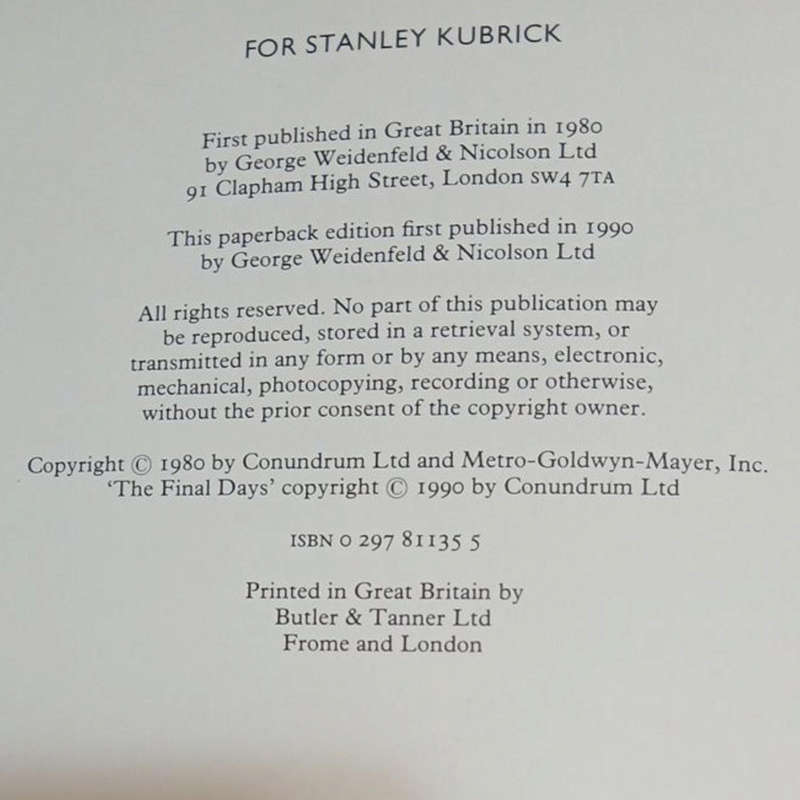 FOR STANLEY KUBRICK
First published in Great Britain in 1980
by George Weidenfeld & Nicolson Ltd
91 Clapham High Street, London SW4 7TA
This paperback edition first published in 1990
by George Weidenfeld & Nicolson Ltd
All rights reserved. No part of this publication may
be reproduced, stored in a retrieval system, or
transmitted in any form or by any means, electronic,
mechanical, photocopying, recording or otherwise,
without the prior consent of the copyright owner.
Copyright © 1980 by Conundrum Ltd and Metro-Goldwyn-Mayer, Inc.
‘The Final Days’ copyright © 1990 by Conundrum Ltd
ISBN 0 297 81135 5
Printed in Great Britain by
Butler & Tanner Ltd
Frome and London